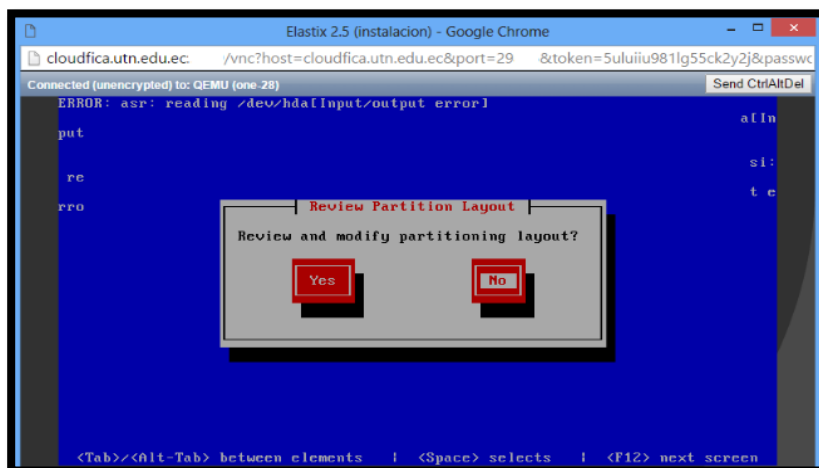 Elastix 2.5 (instalacion) - Google Chrome
cloudfica.utn.edu.ec: /vnc?host=cloudfica.utn.edu.ec&port=29 &token=5uluiiu981lg55ck2y2j&passwc
Connected (unencrypted) to: QEMU (one-28) Send CtrlAltDel
ERROR: asr: reading /dev/hda[Input/output error]
a[In
put
si:
re
t e
rro
Review Partition Layout
Review and modify partitioning layout?
Yes No
<Tab>/<Alt-Tab> between elements | <Space> selects | <F12> next screen